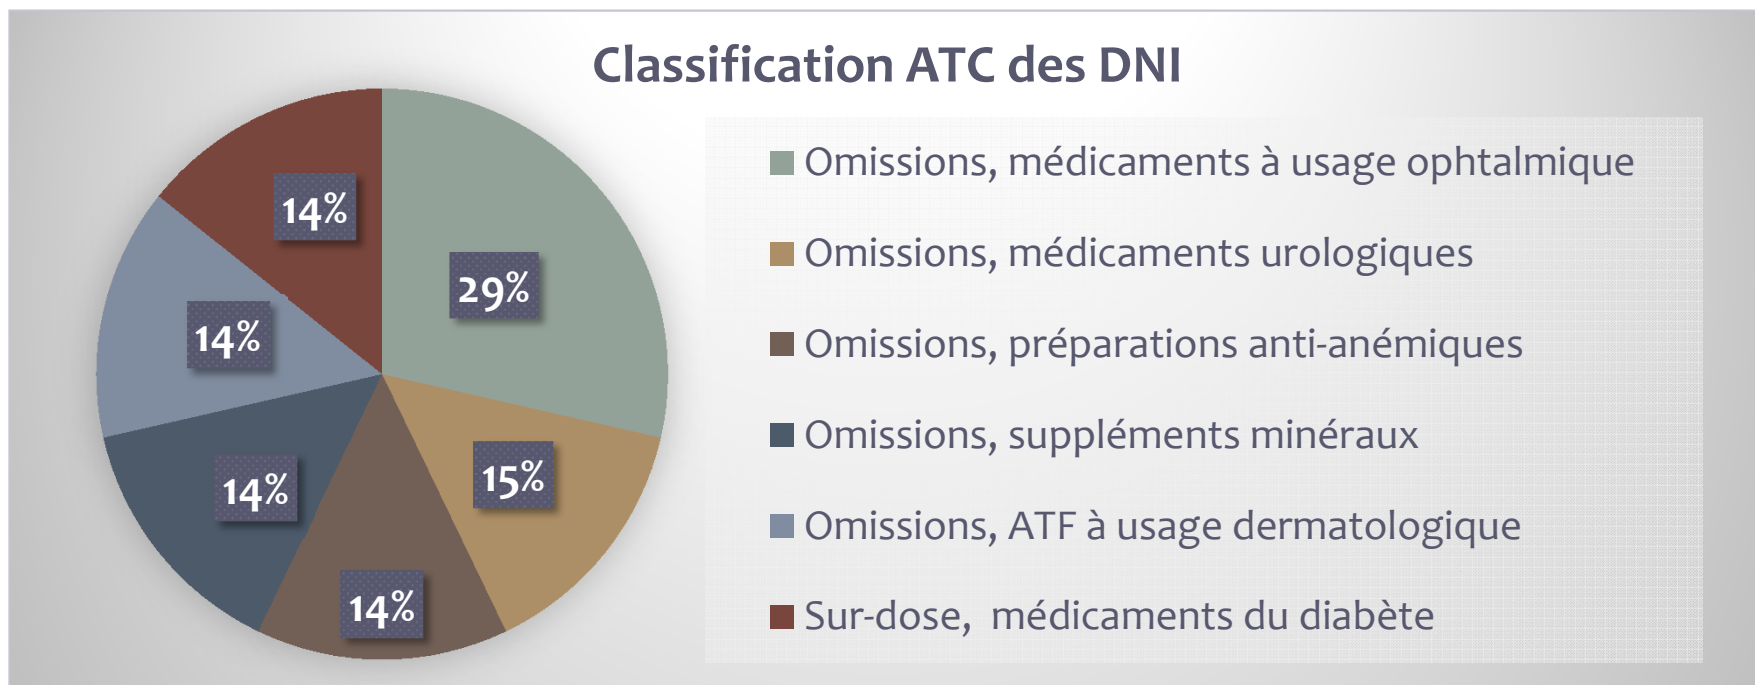 Classification ATC des DNI
14%
29%
14%
15%
14%
14%
Omissions, médicaments à usage ophtalmique
Omissions, médicaments urologiques
Omissions, préparations anti-anémiques
Omissions, suppléments minéraux
Omissions, ATF à usage dermatologique
Sur-dose,  médicaments du diabète